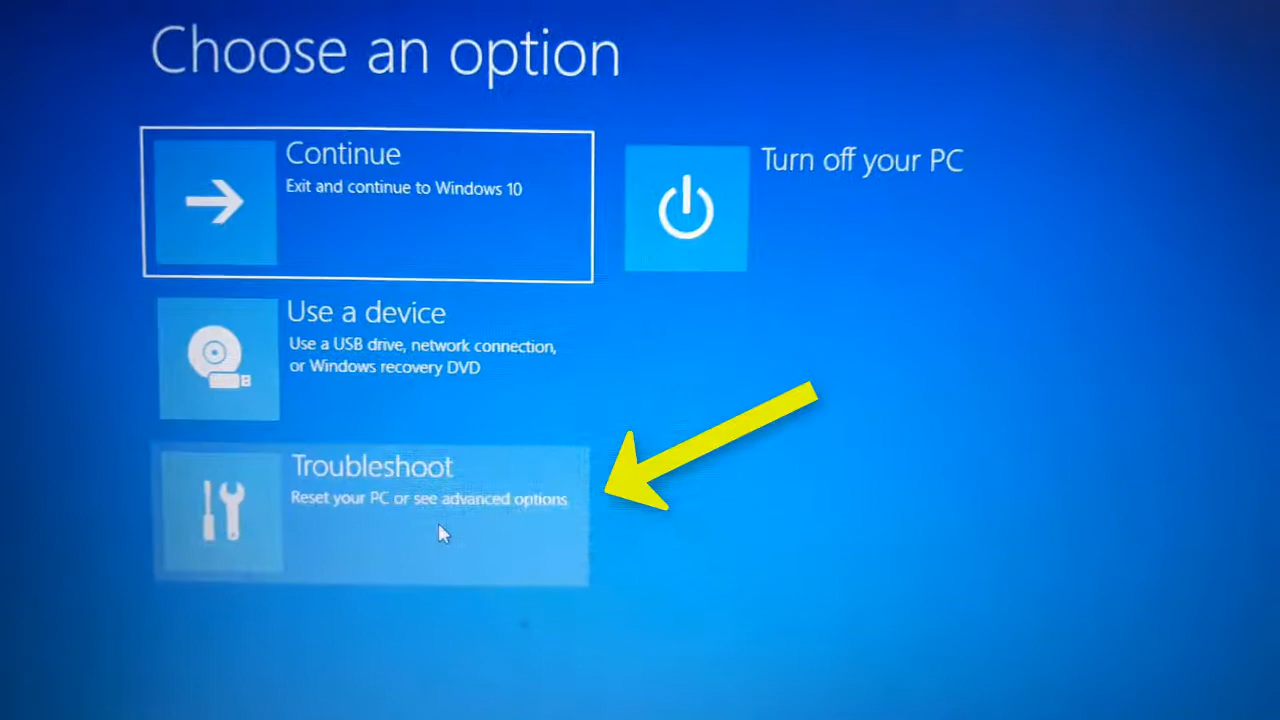 Choose an option
Continue
Exit and continue to Windows 10
Turn off your PC
Use a device
Use a USB drive, network connection,
or Windows recovery DVD
Troubleshoot
Reset your PC or see advanced options